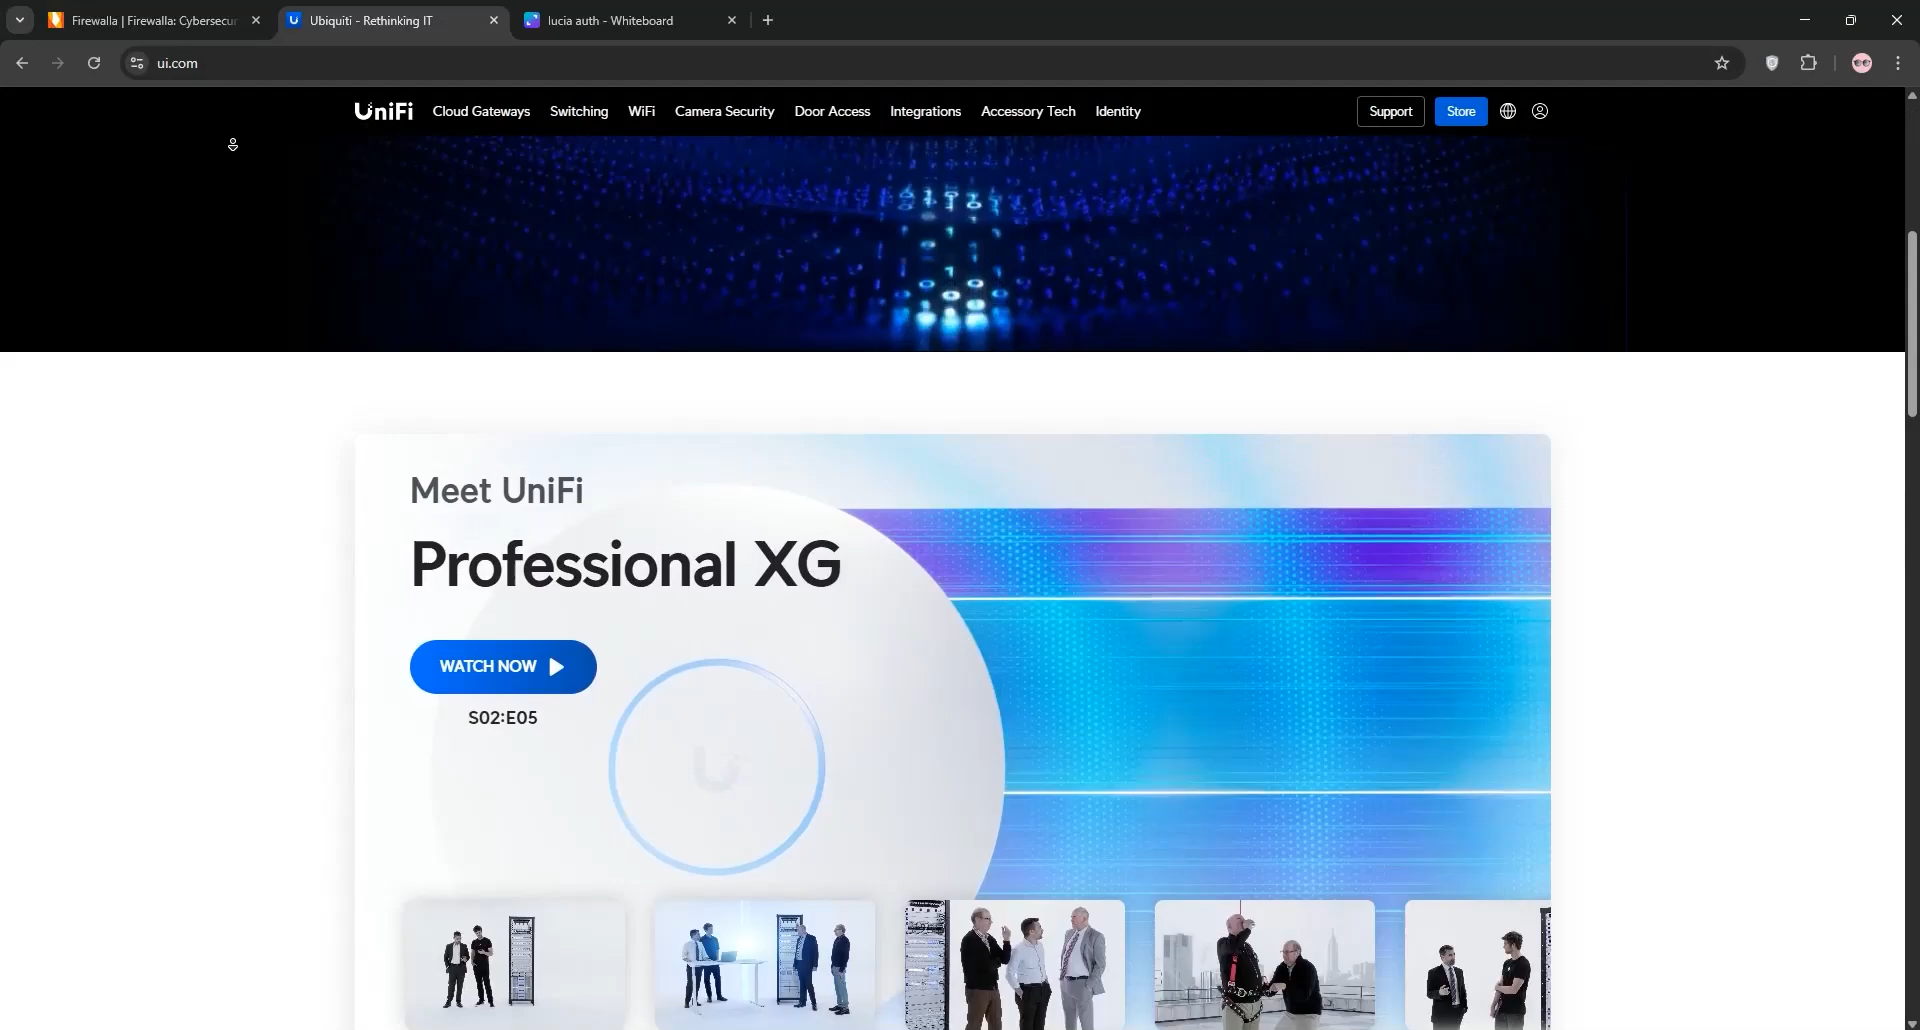 Firewalla | Firewalla: Cybersecur
Ubiquiti - Rethinking IT
lucia auth - Whiteboard
ui.com
UniFi
Cloud Gateways
Switching
WiFi
Camera Security
Door Access
Integrations
Accessory Tech
Identity
Support
Store
Meet UniFi
Professional XG
WATCH NOW
S02:E05